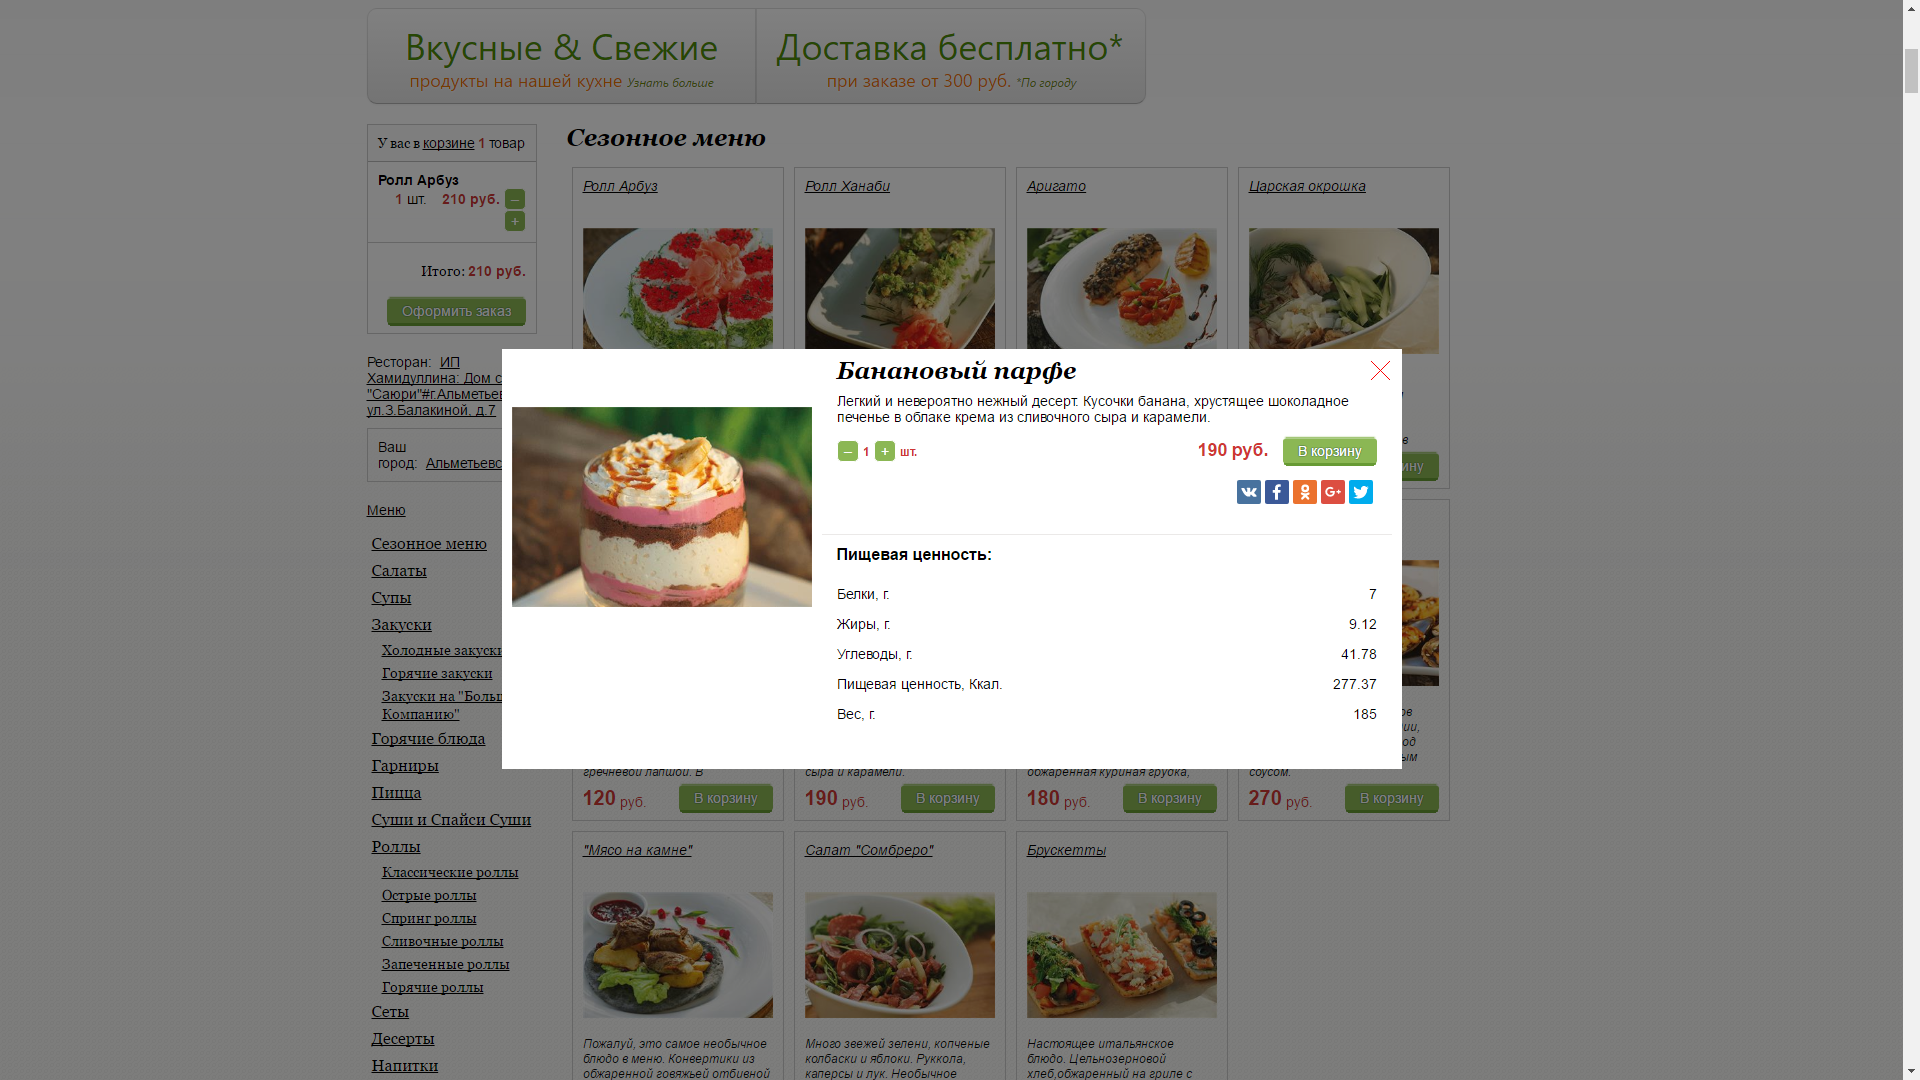 Вкусные & Свежие
продукты на нашей кухне Узнать больше
Доставка бесплатно*
при заказе от 300 руб. *По городу
У вас в корзине 1 товар
Ролл Арбуз
1 шт. 210 руб. –
+
Итого: 210 руб.
Оформить заказ
Ресторан: ИП
Хамидуллина: Дом с
"Саюри"#г.Альметьев
ул.З.Балакиной, д.7
Ваш
город: Альметьевс
Меню
Сезонное меню
Салаты
Супы
Закуски
Холодные закуски
Горячие закуски
Закуски на "Больш
Компанию"
Горячие блюда
Гарниры
Пицца
Суши и Спайси Суши
Роллы
Классические роллы
Острые роллы
Спринг роллы
Сливочные роллы
Запеченные роллы
Горячие роллы
Сеты
Десерты
Напитки
Сезонное меню
Ролл Арбуз
Ролл Ханаби
Аригато
Царская окрошка
Банановый парфе
Легкий и невероятно нежный десерт. Кусочки банана, хрустящее шоколадное
печенье в облаке крема из сливочного сыра и карамели.
– 1 + шт.
190 руб. В корзину
Пищевая ценность:
Белки, г. 7
Жиры, г. 9.12
Углеводы, г. 41.78
Пищевая ценность, Ккал. 277.37
Вес, г. 185
гречневой лапшой. В
120 руб. В корзину
сыра и карамели.
190 руб. В корзину
обжаренная куриная грудка,
180 руб. В корзину
соусом.
270 руб. В корзину
"Мясо на камне"
Пожалуй, это самое необычное
блюдо в меню. Конвертики из
обжаренной говяжьей отбивной
Салат "Сомбреро"
Много свежей зелени, копченые
колбаски и яблоки. Руккола,
каперсы и лук. Необычное
Брускетты
Настоящее итальянское
блюдо. Цельнозерновой
хлеб,обжаренный на гриле с